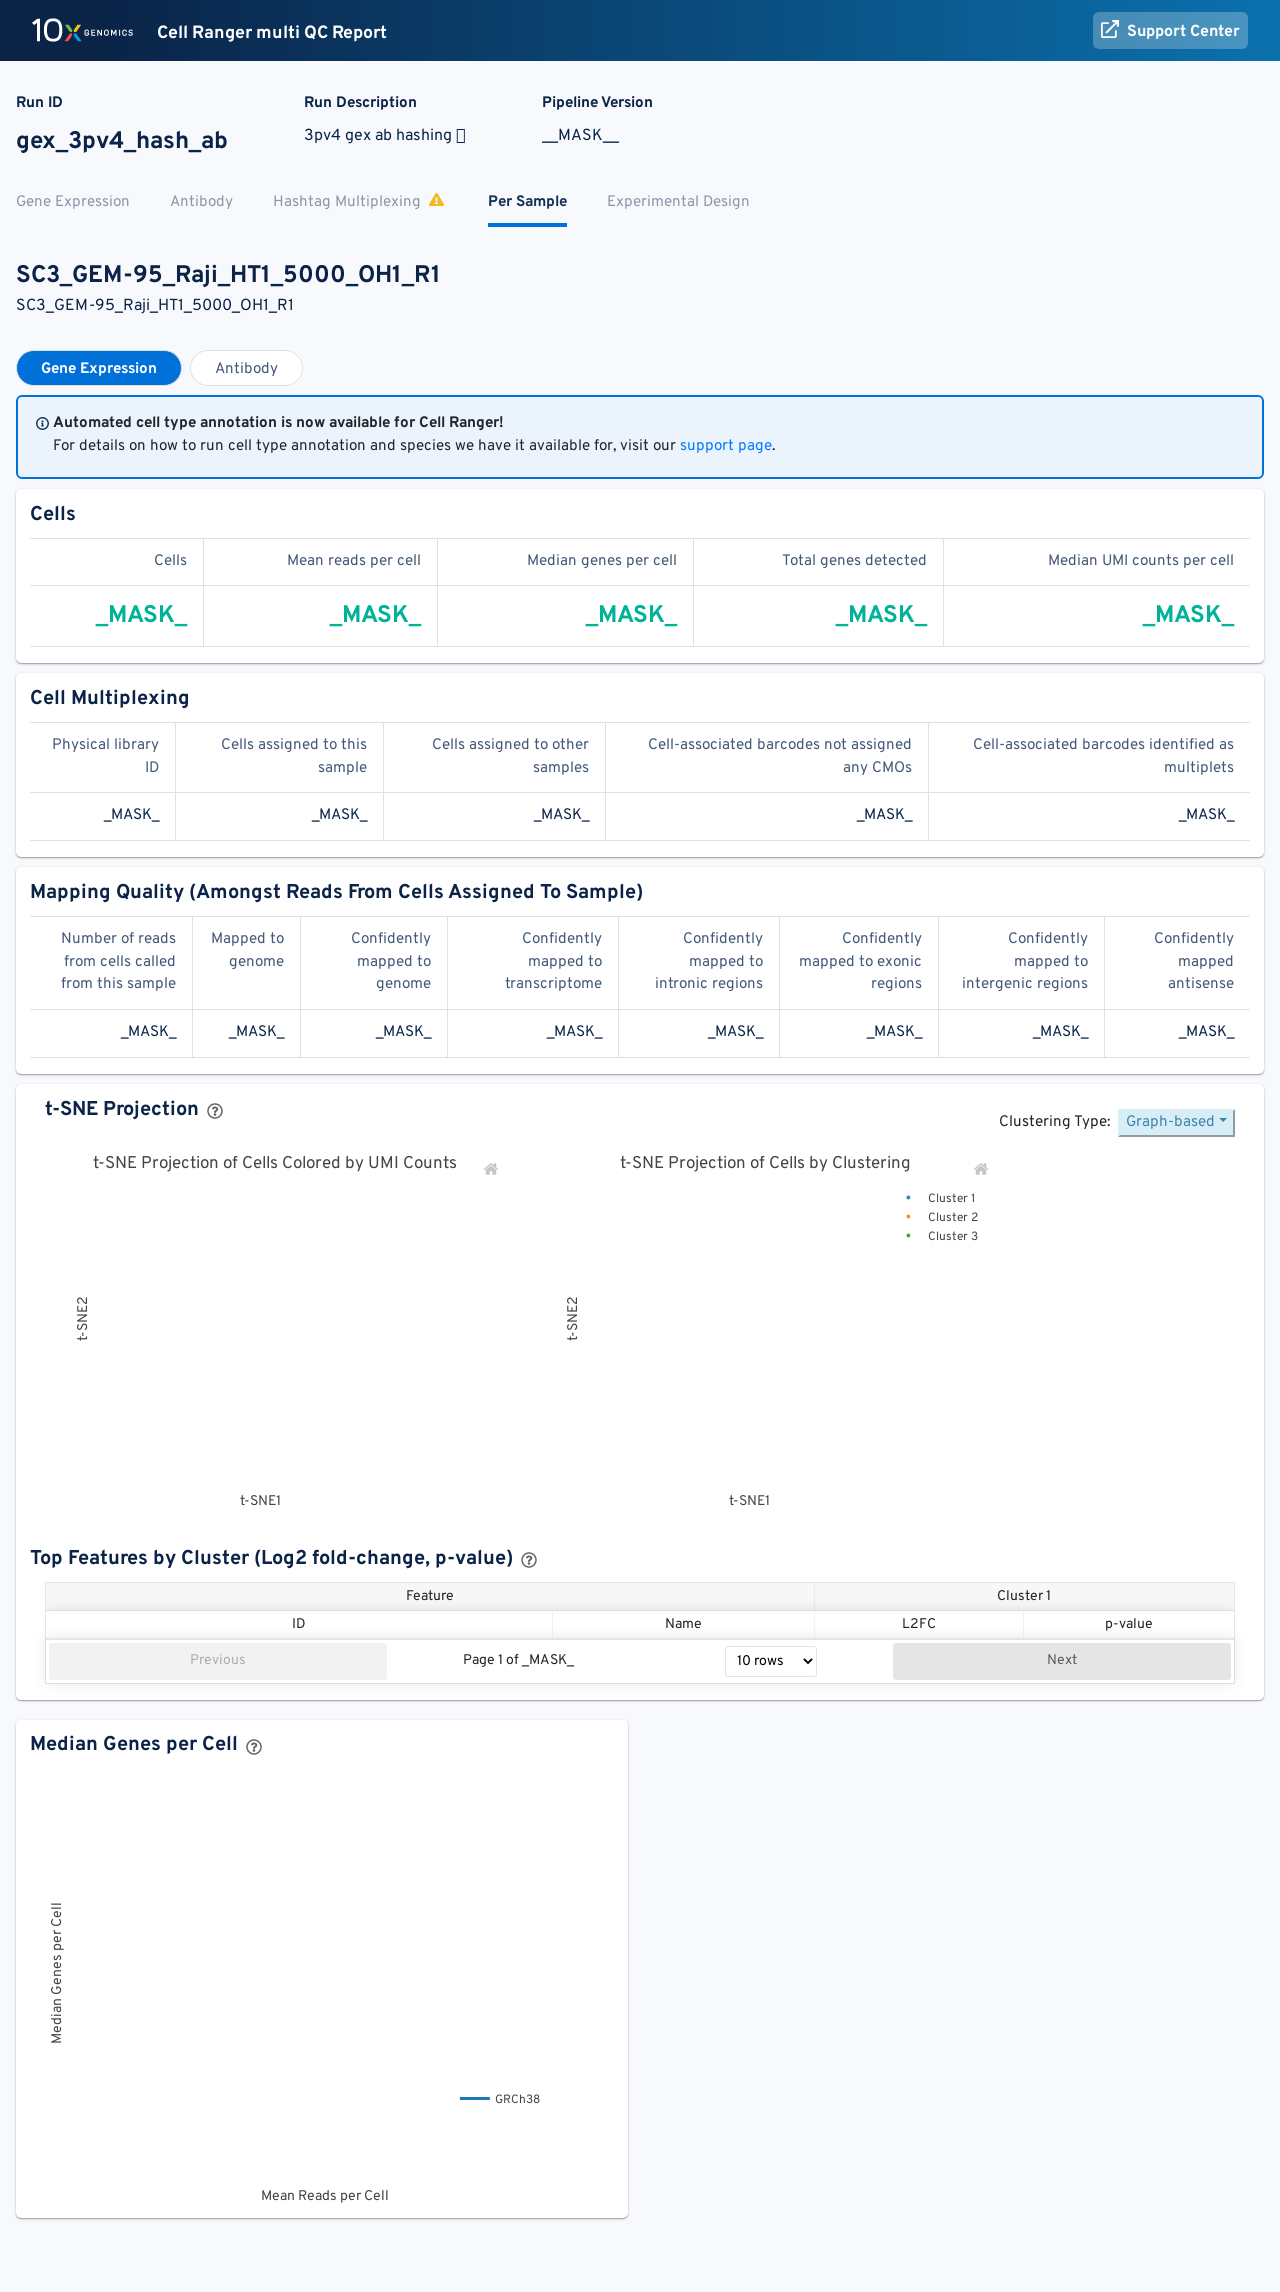 10x GENOMICS Cell Ranger multi QC Report Support Center
Run ID Run Description Pipeline Version
gex_3pv4_hash_ab 3pv4 gex ab hashing __MASK__
Gene Expression Antibody Hashtag Multiplexing Per Sample Experimental Design
SC3_GEM-95_Raji_HT1_5000_OH1_R1
SC3_GEM-95_Raji_HT1_5000_OH1_R1
Gene Expression Antibody
Automated cell type annotation is now available for Cell Ranger!
For details on how to run cell type annotation and species we have it available for, visit our support page.
Cells
Cells Mean reads per cell Median genes per cell Total genes detected Median UMI counts per cell
_MASK_ _MASK_ _MASK_ _MASK_ _MASK_
Cell Multiplexing
Physical library Cells assigned to this Cells assigned to other Cell-associated barcodes not assigned Cell-associated barcodes identified as
ID sample samples any CMOs multiplets
_MASK_ _MASK_ _MASK_ _MASK_ _MASK_
Mapping Quality (Amongst Reads From Cells Assigned To Sample)
Number of reads Mapped to Confidently Confidently Confidently Confidently Confidently Confidently
from cells called genome mapped to mapped to mapped to mapped to exonic mapped to mapped
from this sample genome transcriptome intronic regions regions intergenic regions antisense
_MASK_ _MASK_ _MASK_ _MASK_ _MASK_ _MASK_ _MASK_ _MASK_
t-SNE Projection
Clustering Type: Graph-based
t-SNE Projection of Cells Colored by UMI Counts t-SNE Projection of Cells by Clustering
Cluster 1
Cluster 2
Cluster 3
t-SNE2 t-SNE2
t-SNE1 t-SNE1
Top Features by Cluster (Log2 fold-change, p-value)
Feature Cluster 1
ID Name L2FC p-value
Previous Page 1 of _MASK_ 10 rows Next
Median Genes per Cell
Median Genes per Cell
GRCh38
Mean Reads per Cell